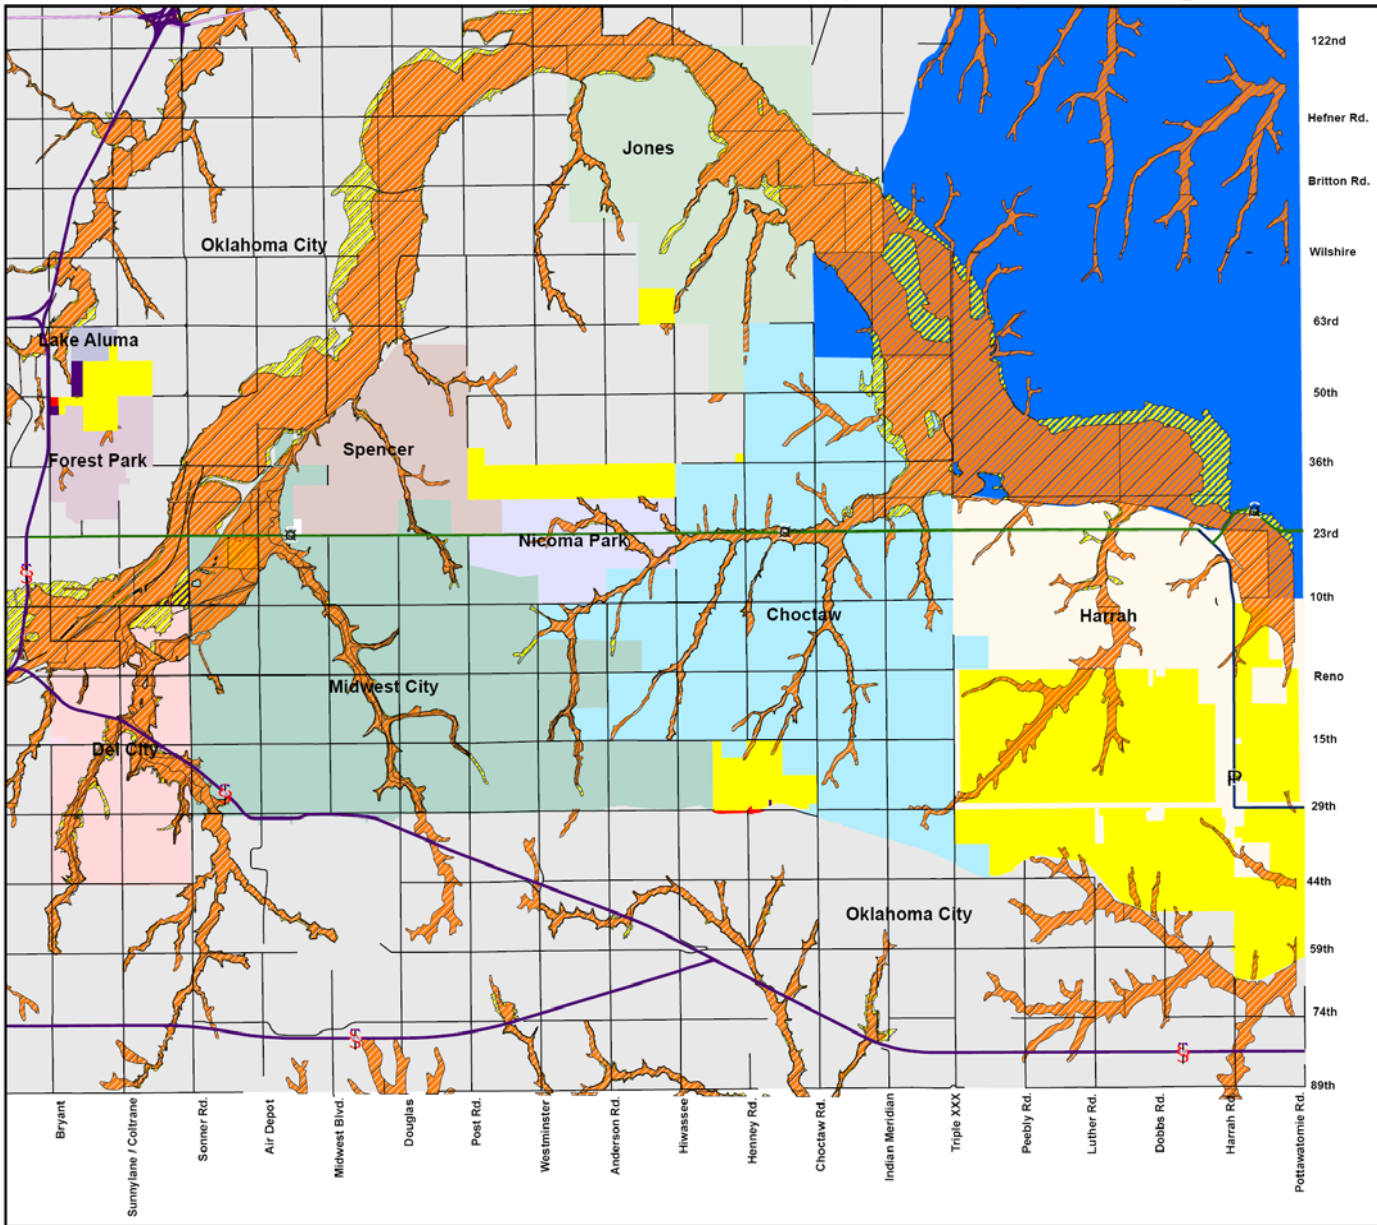 122nd
Hefner Rd.
Jones
Britton Rd.
Oklahoma City
Wilshire
63rd
Lake Aluma
50th
Spencer
Forest Park
36th
23rd
Nicoma Park
10th
Choctaw
Harrah
Reno
Midwest City
15th
Del City
P
29th
44th
Oklahoma City
59th
74th
89th
Bryant
Sunnylane / Coltrane
Sonner Rd.
Air Depot
Midwest Blvd.
Douglas
Post Rd.
Westminster
Anderson Rd.
Hiwassee
Henney Rd.
Choctaw Rd.
Indian Meridian
Triple XXX
Peebly Rd.
Luther Rd.
Dobbs Rd.
Harrah Rd.
Pottawatomie Rd.